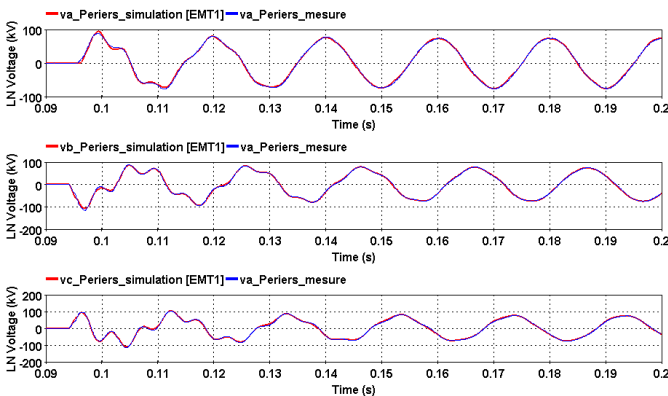 va_Periers_simulation [EMT1] va_Periers_mesure
LN Voltage (kV)
100
0
-100
0.09 0.1 0.11 0.12 0.13 0.14 0.15 0.16 0.17 0.18 0.19 0.2
Time (s)
vb_Periers_simulation [EMT1] va_Periers_mesure
LN Voltage (kV)
100
0
-100
-200
0.09 0.1 0.11 0.12 0.13 0.14 0.15 0.16 0.17 0.18 0.19 0.2
Time (s)
vc_Periers_simulation [EMT1] va_Periers_mesure
LN Voltage (kV)
200
100
0
-100
-200
0.09 0.1 0.11 0.12 0.13 0.14 0.15 0.16 0.17 0.18 0.19 0.2
Time (s)